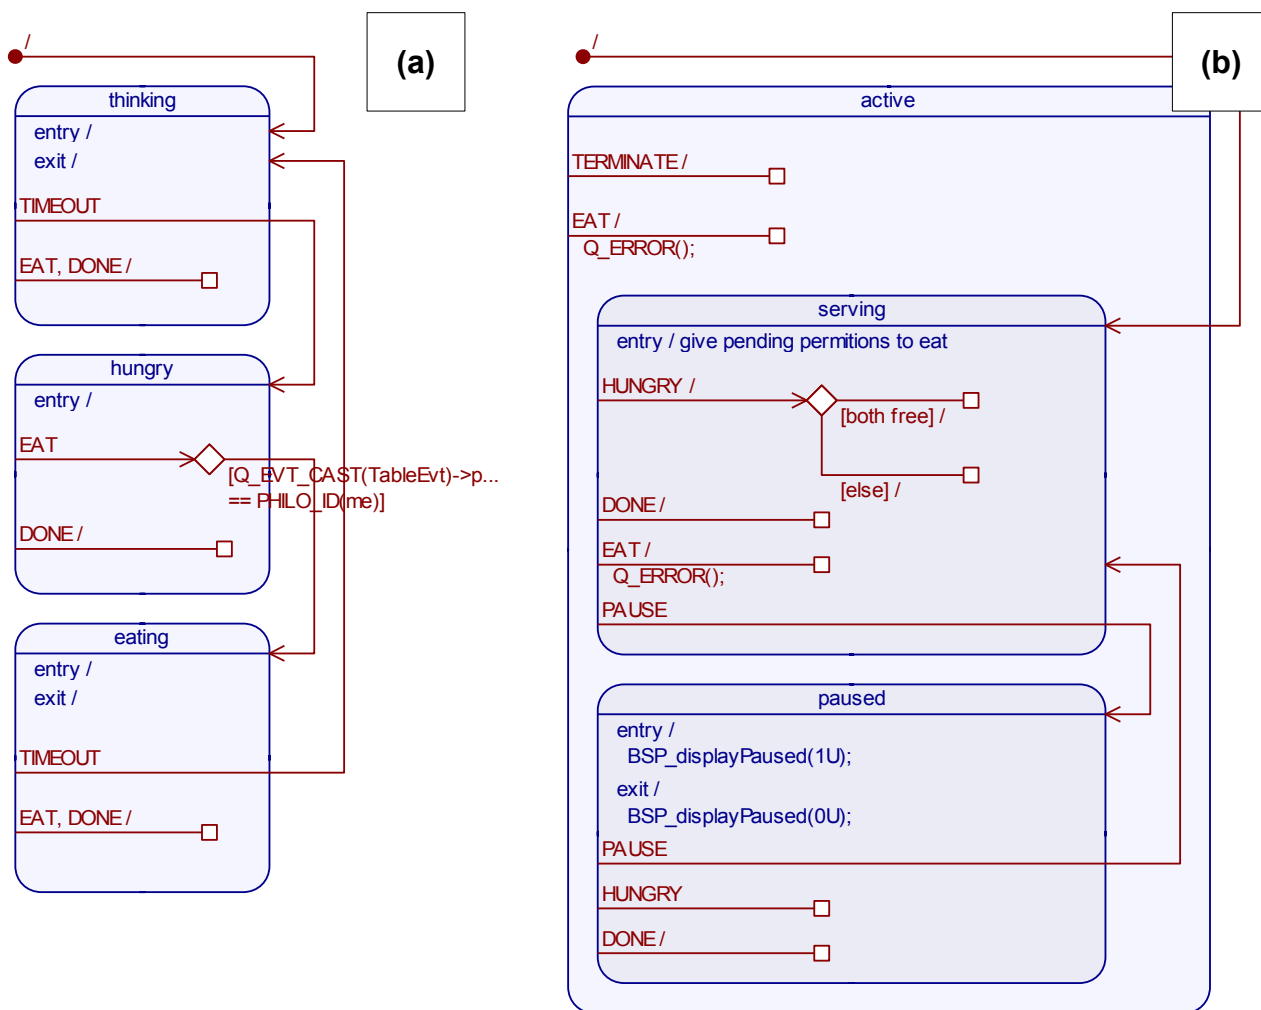 /
(a)
thinking
entry /
exit /
TIMEOUT
EAT, DONE /
hungry
entry /
EAT
[Q_EVT_CAST(TableEvt)->p...
== PHILO_ID(me)]
DONE /
eating
entry /
exit /
TIMEOUT
EAT, DONE /
/
(b)
active
TERMINATE /
EAT /
Q_ERROR();
serving
entry / give pending permitions to eat
HUNGRY /
[both free] /
[else] /
DONE /
EAT /
Q_ERROR();
PAUSE
paused
entry /
BSP_displayPaused(1U);
exit /
BSP_displayPaused(0U);
PAUSE
HUNGRY
DONE /